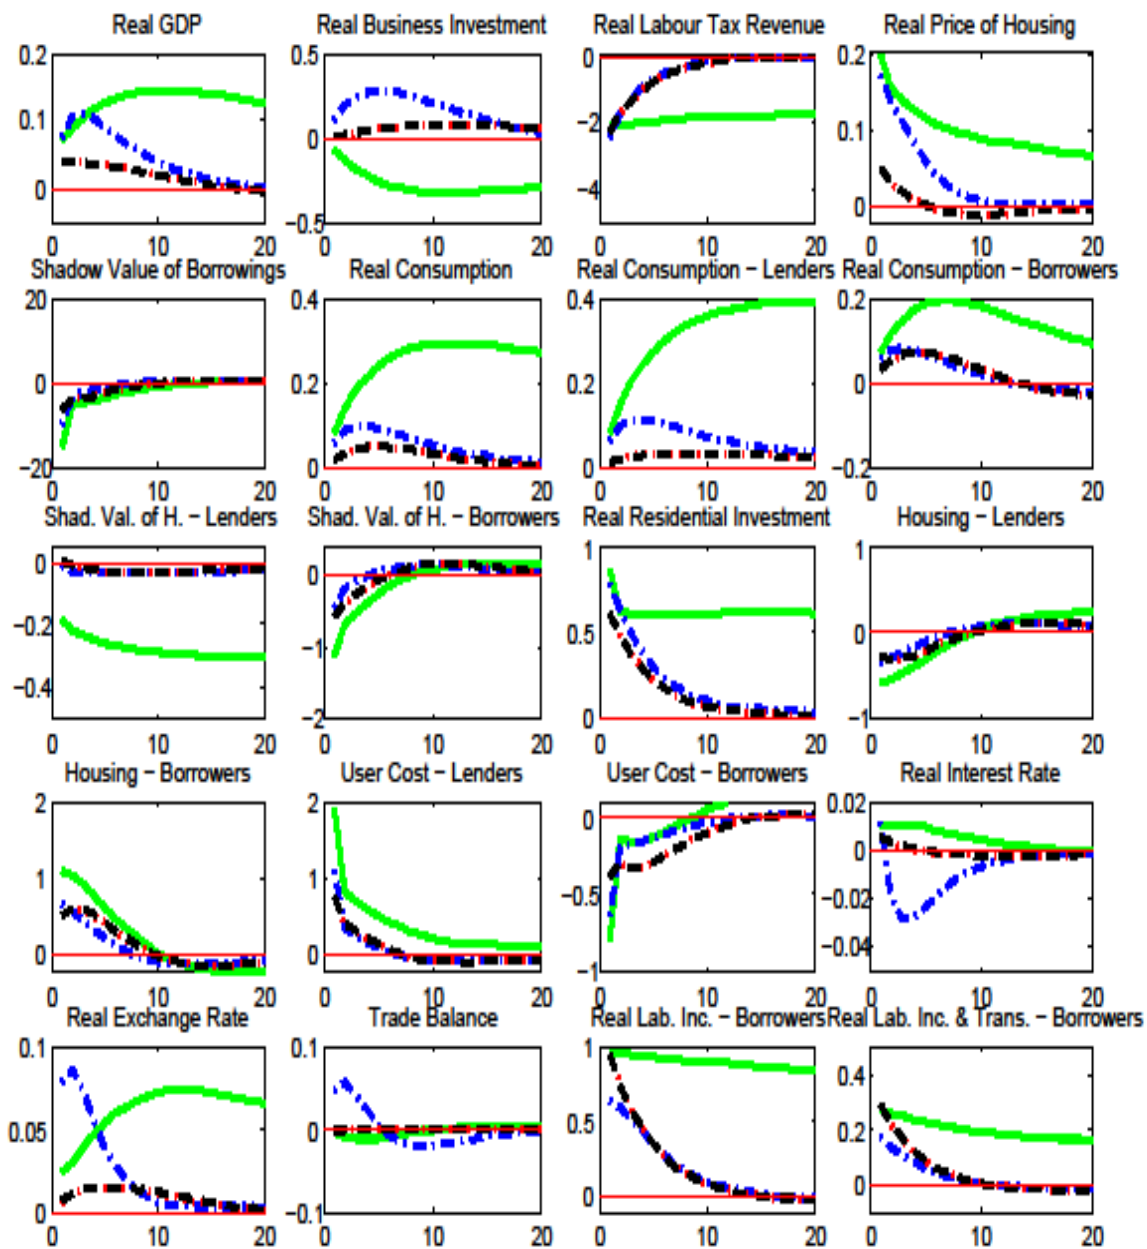 Real GDP Real Business Investment Real Labour Tax Revenue Real Price of Housing
0.2 0.5 0 0.2
0.1 0 −2 0.1
0 −0.5 −4 0
0 10 20 0 10 20 0 10 20 0 10 20
Shadow Value of Borrowings Real Consumption Real Consumption − Lenders Real Consumption − Borrowers
20 0.4 0.4 0.2
0 0.2 0.2 0
−20 0 0 −0.2
0 10 20 0 10 20 0 10 20 0 10 20
Shad. Val. of H. − Lenders Shad. Val. of H. − Borrowers Real Residential Investment Housing − Lenders
0 0 1 1
−0.2 −1 0.5 0
−0.4 −2 0 −1
0 10 20 0 10 20 0 10 20 0 10 20
Housing − Borrowers User Cost − Lenders User Cost − Borrowers Real Interest Rate
2 2 0 0.02
1 1 −0.5 0
0 0 −1 −0.02
−0.04
0 10 20 0 10 20 0 10 20 0 10 20
Real Exchange Rate Trade Balance Real Lab. Inc. − Borrowers Real Lab. Inc. & Trans. − Borrowers
0.1 0.1 1 0.4
0.05 0 0.5 0.2
0 −0.1 0 0
0 10 20 0 10 20 0 10 20 0 10 20